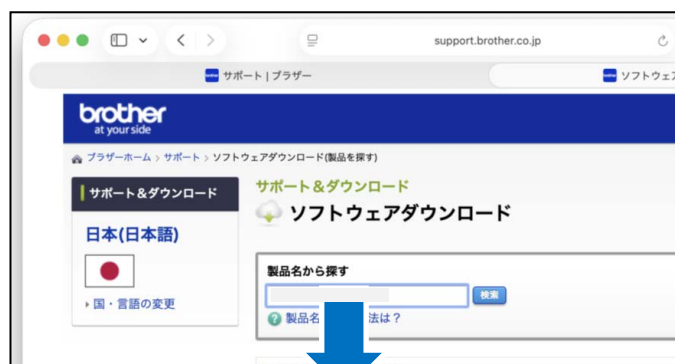 support.brother.co.jp
サポート | ブラザー
ソフトウェア
brother
at your side
ブラザーホーム > サポート > ソフトウェアダウンロード(製品を探す)
サポート＆ダウンロード
日本(日本語)
国・言語の変更
サポート＆ダウンロード
ソフトウェアダウンロード
製品名から探す
検索
製品名
法は？